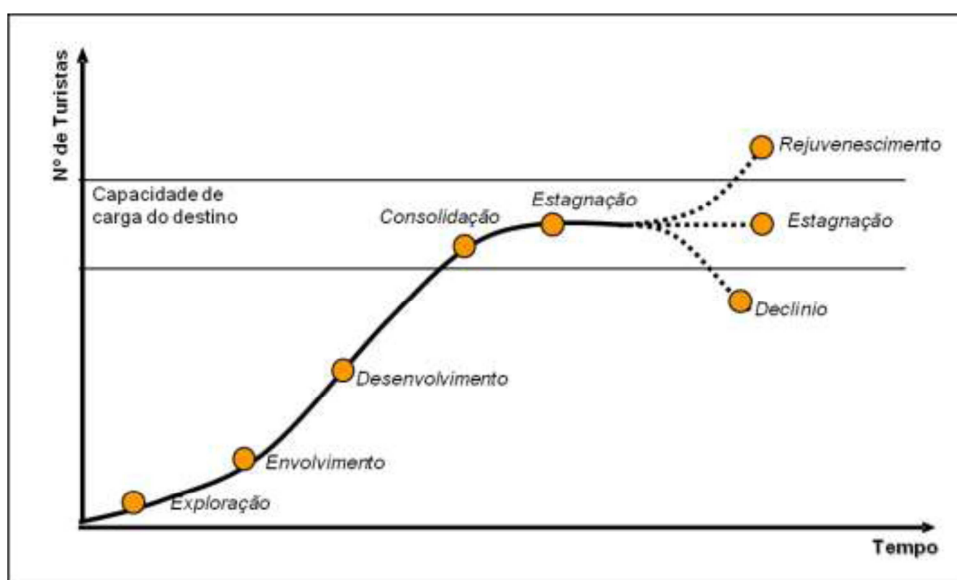 Nº de Turistas
Rejuvenescimento
Capacidade de
carga do destino
Estagnação
Consolidação
Estagnação
Declínio
Desenvolvimento
Envolvimento
Exploração
Tempo